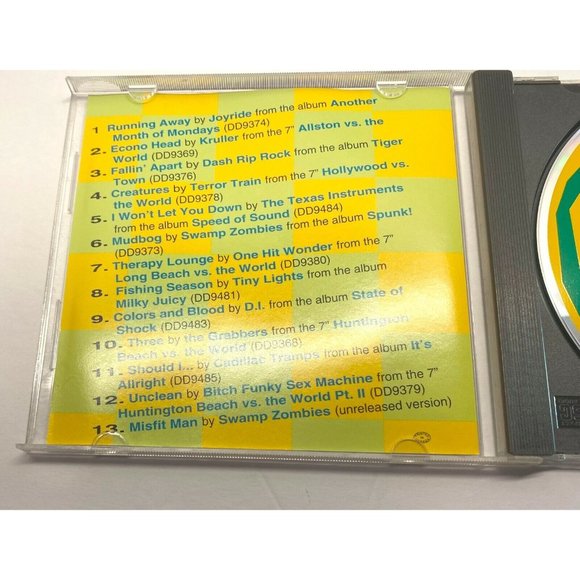 1 Running Away by Joyride from the album Another
Month of Mondays (DD9374)
2. Econo Head by Kruller from the 7" Allston vs. the
World (DD9369)
3. Fallin' Apart by Dash Rip Rock from the album Tiger
Town (DD9376)
4. Creatures by Terror Train from the 7" Hollywood vs.
the World (DD9378)
5. I Won't Let You Down by The Texas Instruments
from the album Speed of Sound (DD9484)
6. Mudbog by Swamp Zombies from the album Spunk!
(DD9373)
7. Therapy Lounge by One Hit Wonder from the 7"
Long Beach vs. the World (DD9380)
8. Fishing Season by Tiny Lights from the album
Milky Juicy (DD9481)
9. Colors and Blood by D.I. from the album State of
Shock (DD9483)
10. Three by the Grabbers from the 7" Huntington
Beach vs. the World (DD9368)
11. Should I... by Cadillac Tramps from the album It's
Allright (DD9485)
12. Unclean by Bitch Funky Sex Machine from the 7"
Huntington Beach vs. the World Pt. II (DD9379)
13. Misfit Man by Swamp Zombies (unreleased version)